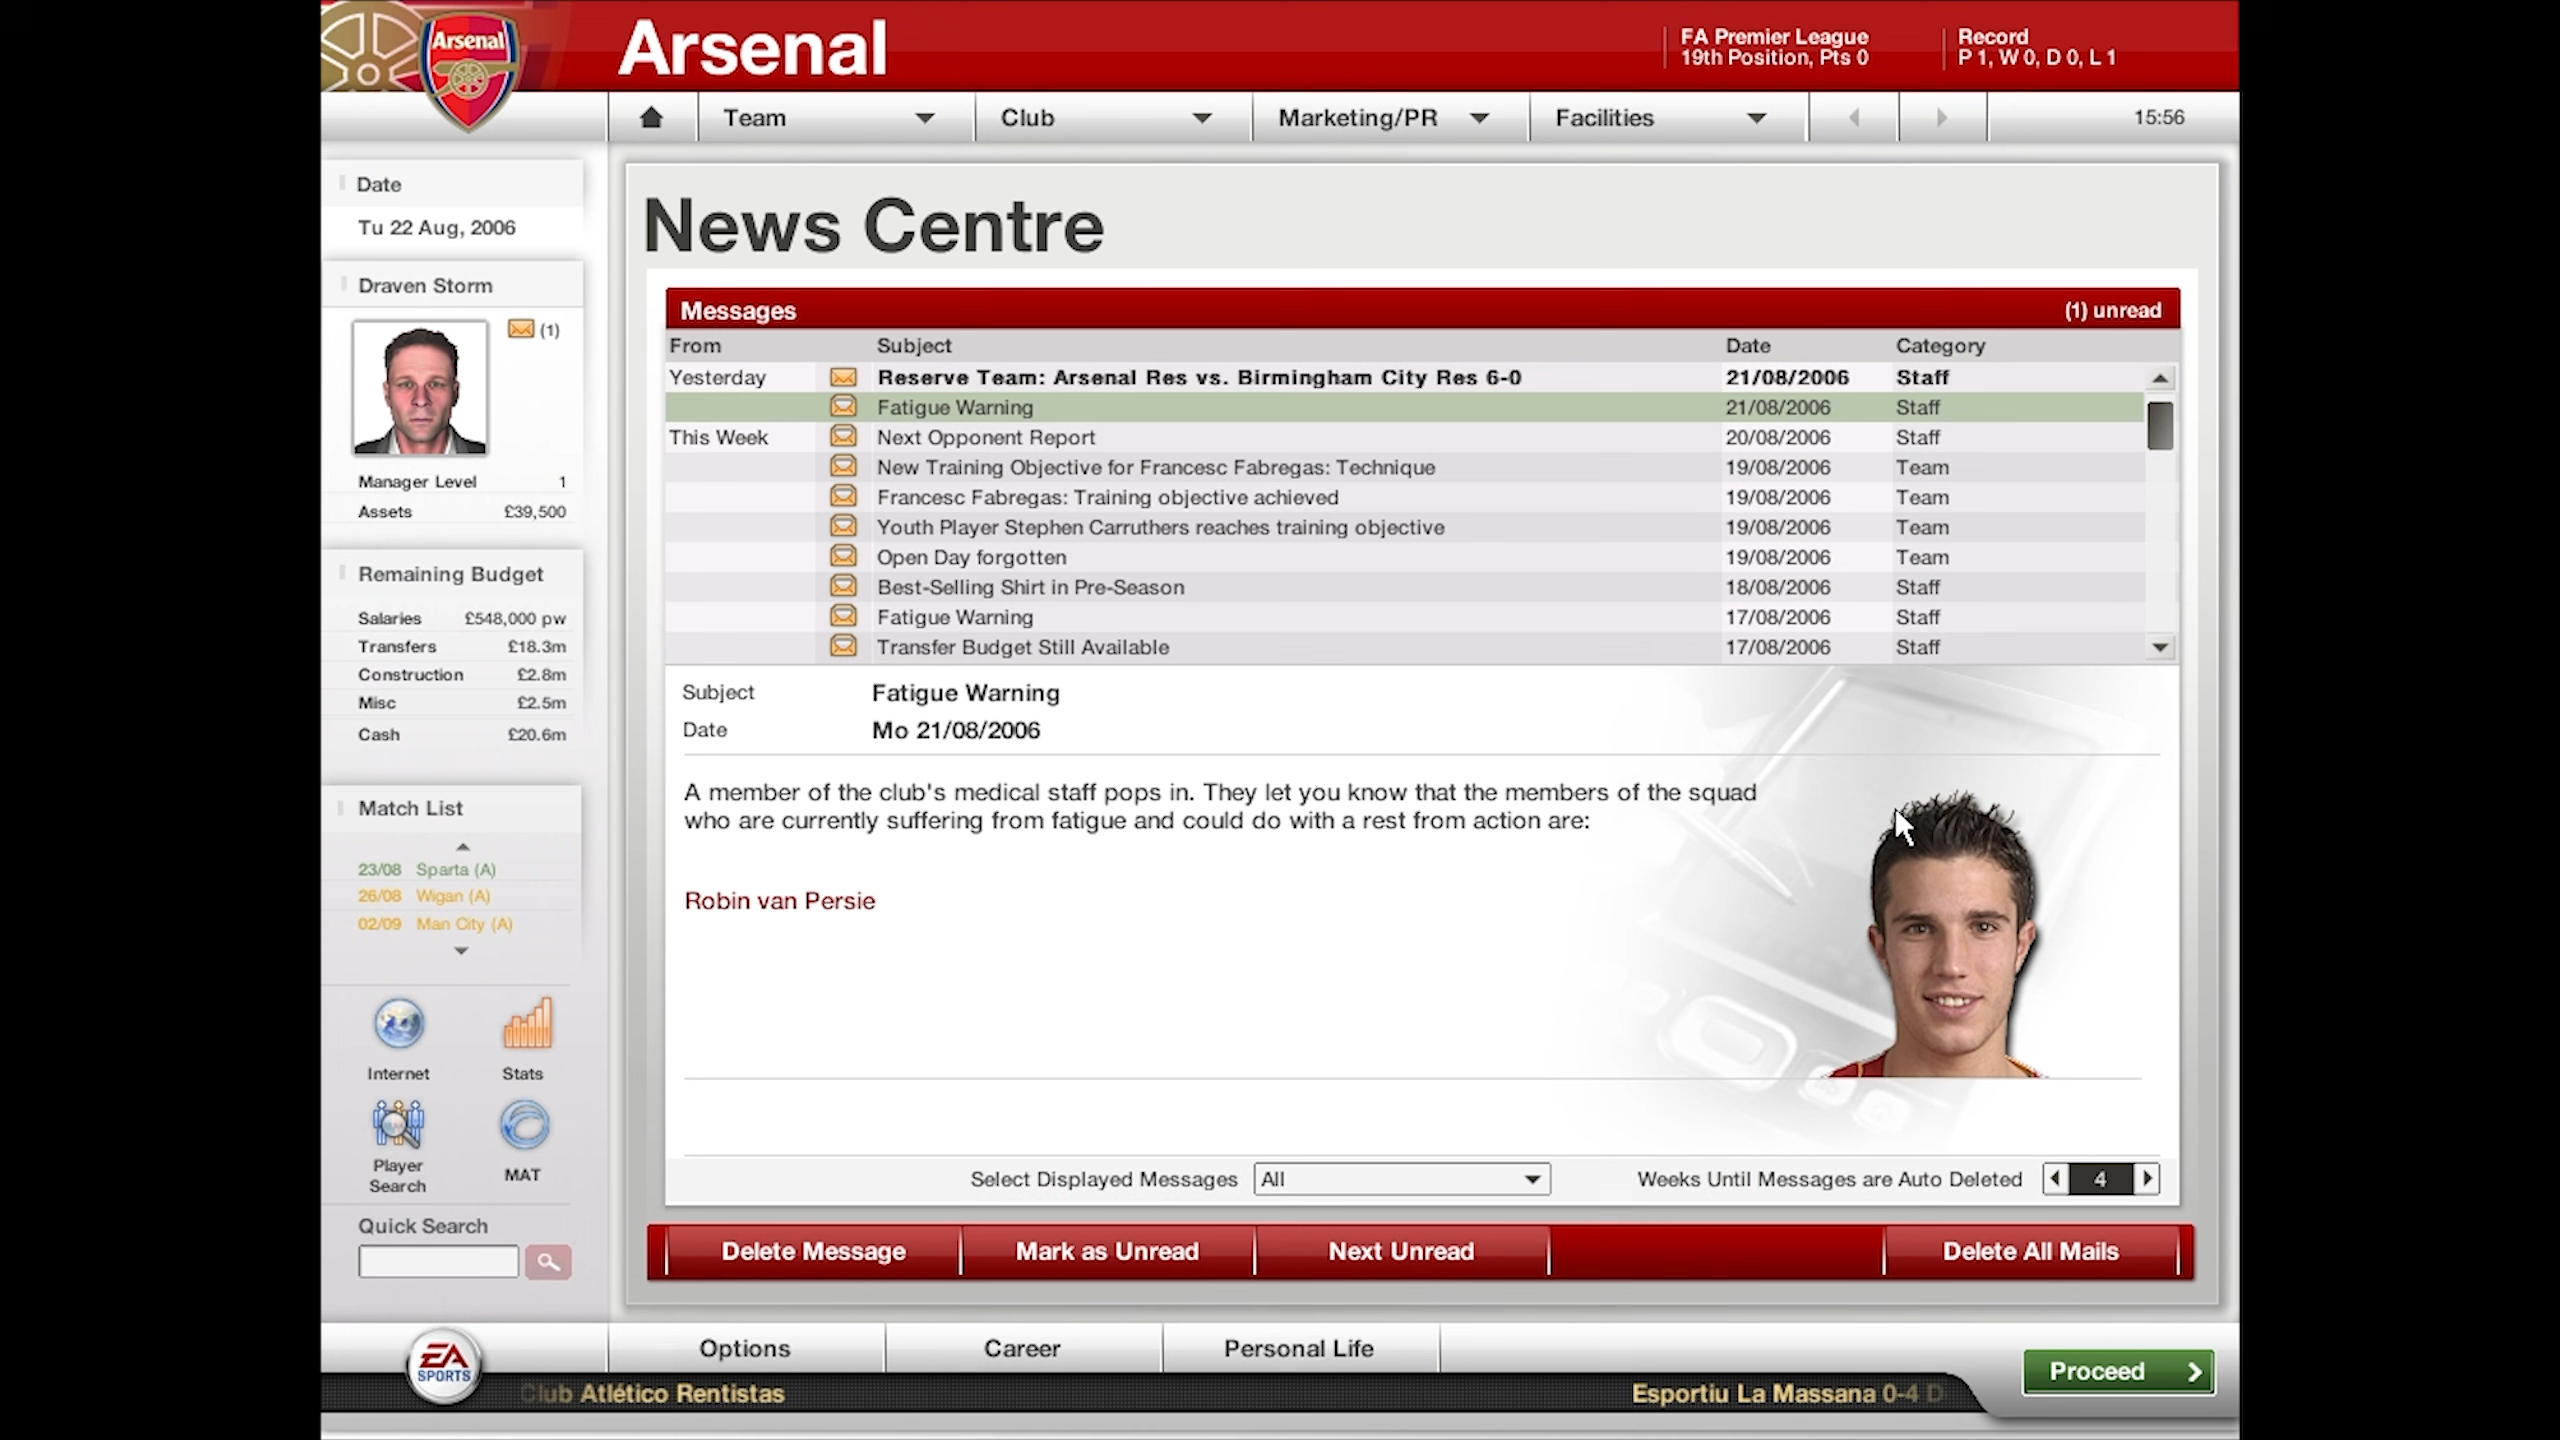 Arsenal
Arsenal
FA Premier League
19th Position, Pts 0
Record
P 1, W 0, D 0, L 1
Team
Club
Marketing/PR
Facilities
15:56
Date
Tu 22 Aug, 2006
Draven Storm
(1)
Manager Level 1
Assets £39,500
Remaining Budget
Salaries £548,000 pw
Transfers £18.3m
Construction £2.8m
Misc £2.5m
Cash £20.6m
Match List
23/08 Sparta (A)
26/08 Wigan (A)
02/09 Man City (A)
Internet
Stats
Player Search
MAT
Quick Search
News Centre
Messages (1) unread
From Subject Date Category
Yesterday Reserve Team: Arsenal Res vs. Birmingham City Res 6-0 21/08/2006 Staff
Fatigue Warning 21/08/2006 Staff
This Week Next Opponent Report 20/08/2006 Staff
New Training Objective for Francesc Fabregas: Technique 19/08/2006 Team
Francesc Fabregas: Training objective achieved 19/08/2006 Team
Youth Player Stephen Carruthers reaches training objective 19/08/2006 Team
Open Day forgotten 19/08/2006 Team
Best-Selling Shirt in Pre-Season 18/08/2006 Staff
Fatigue Warning 17/08/2006 Staff
Transfer Budget Still Available 17/08/2006 Staff
Subject Fatigue Warning
Date Mo 21/08/2006
A member of the club's medical staff pops in. They let you know that the members of the squad
who are currently suffering from fatigue and could do with a rest from action are:
Robin van Persie
Select Displayed Messages All
Weeks Until Messages are Auto Deleted 4
Delete Message
Mark as Unread
Next Unread
Delete All Mails
Options
Career
Personal Life
EA
SPORTS
Club Atlético Rentistas
Esportiu La Massana 0-4 D
Proceed